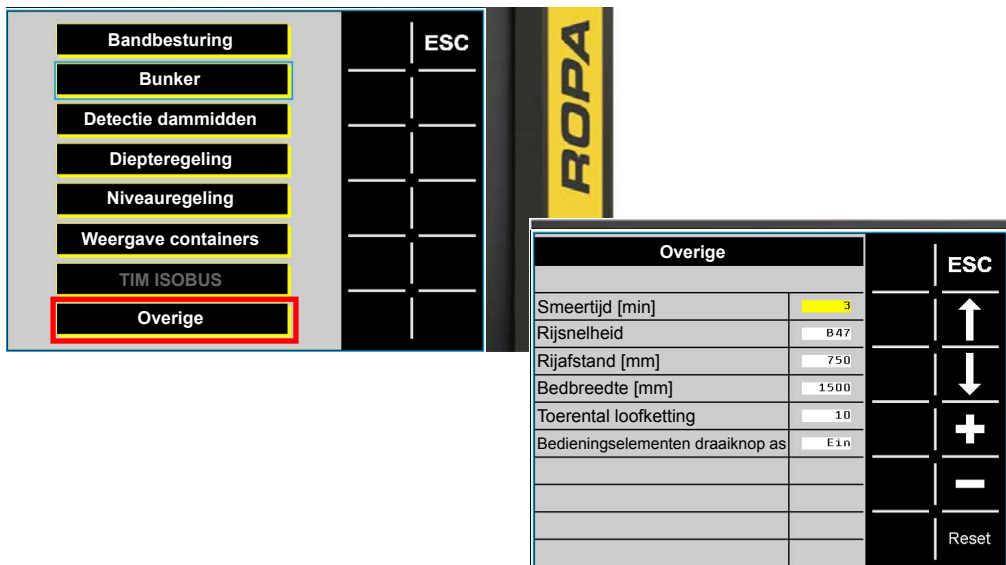 Bandbesturing
ESC
Bunker
Detectie dammidden
Diepteregeling
Niveauregeling
Weergave containers
TIM ISOBUS
Overige
ROPA
Overige
ESC
Smeertijd [min] 3
Rijsnelheid B47
Rijafstand [mm] 750
Bedbreedte [mm] 1500
Toerental loofketting 10
Bedieningselementen draaiknop as Ein
Reset